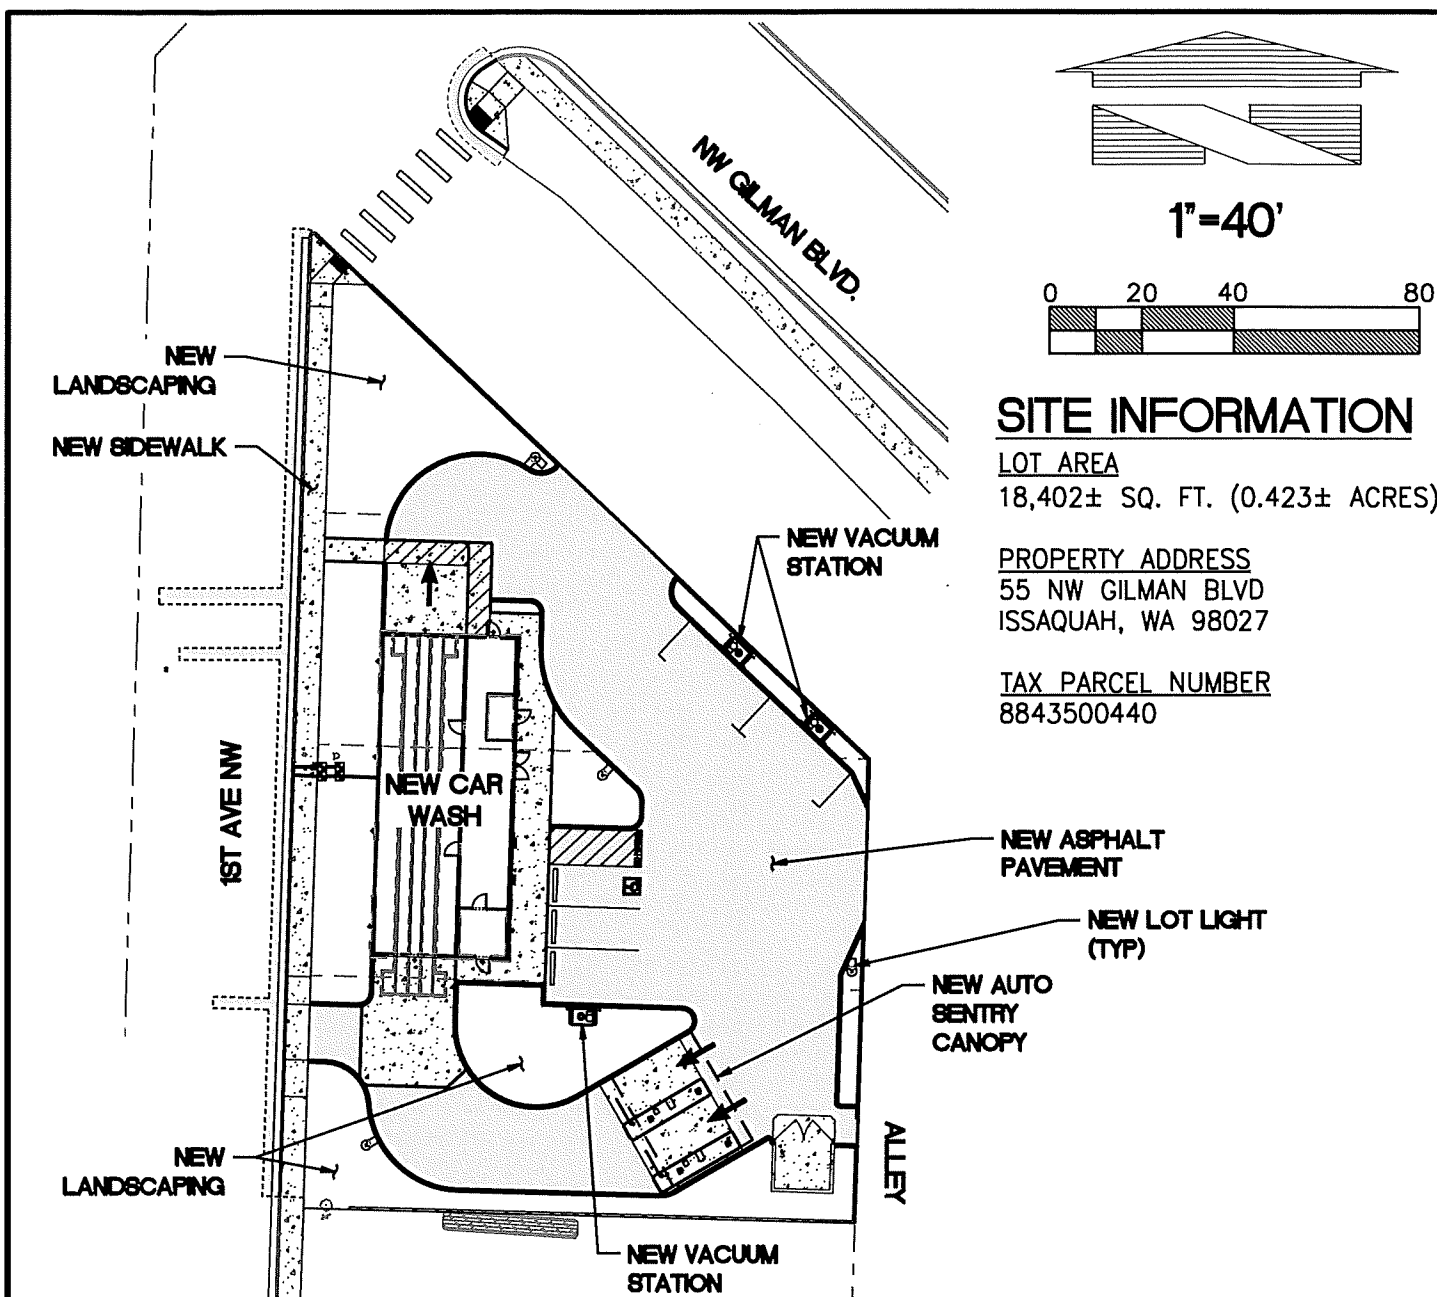 NW GILMAN BLVD.
1"=40'
0 20 40 80
NEW
LANDSCAPING
NEW SIDEWALK
SITE INFORMATION
LOT AREA
18,402± SQ. FT. (0.423± ACRES)
PROPERTY ADDRESS
55 NW GILMAN BLVD
ISSAQUAH, WA 98027
TAX PARCEL NUMBER
8843500440
NEW VACUUM
STATION
1ST AVE NW
NEW CAR
WASH
NEW ASPHALT
PAVEMENT
NEW LOT LIGHT
(TYP)
NEW AUTO
SENTRY
CANOPY
ALLEY
NEW
LANDSCAPING
NEW VACUUM
STATION